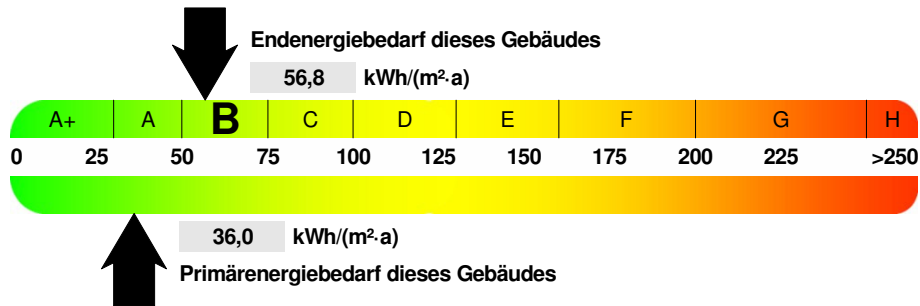 Endenergiebedarf dieses Gebäudes
56,8 kWh/(m²·a)
A+ A B C D E F G H
0 25 50 75 100 125 150 175 200 225 >250
36,0 kWh/(m²·a)
Primärenergiebedarf dieses Gebäudes